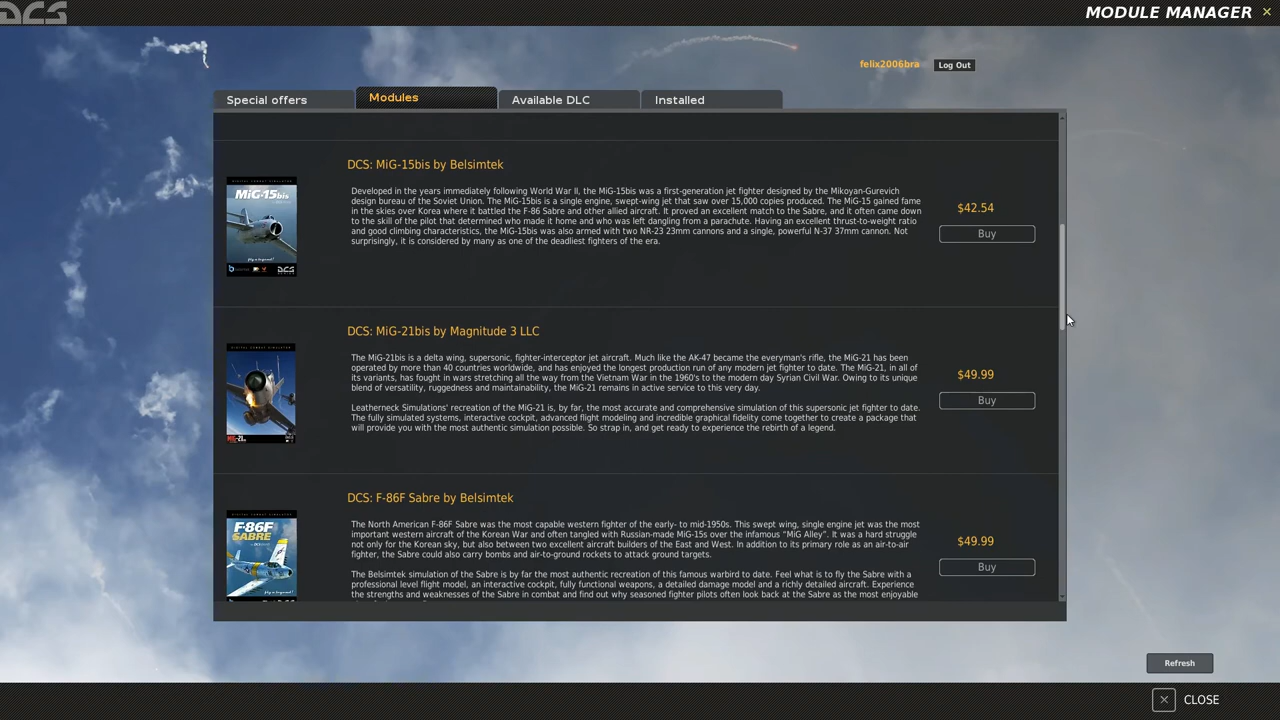 DCS
MODULE MANAGER
felix2006bra
Log Out
Special offers
Modules
Available DLC
Installed
DCS: MiG-15bis by Belsimtek
DIGITAL COMBAT SIMULATOR
MiG-15bis
DCS
Developed in the years immediately following World War II, the MiG-15bis was a first-generation jet fighter designed by the Mikoyan-Gurevich
design bureau of the Soviet Union. The MiG-15bis is a single engine, swept-wing jet that saw over 15,000 copies produced. The MiG-15 gained fame
in the skies over Korea where it battled the F-86 Sabre and other allied aircraft. It proved an excellent match to the Sabre, and it often came down
to the skill of the pilot that determined who made it home and who was left dangling from a parachute. Having an excellent thrust-to-weight ratio
and good climbing characteristics, the MiG-15bis was also armed with two NR-23 23mm cannons and a single, powerful N-37 37mm cannon. Not
surprisingly, it is considered by many as one of the deadliest fighters of the era.
$42.54
Buy
DCS: MiG-21bis by Magnitude 3 LLC
DIGITAL COMBAT SIMULATOR
The MiG-21bis is a delta wing, supersonic, fighter-interceptor jet aircraft. Much like the AK-47 became the everyman's rifle, the MiG-21 has been
operated by more than 40 countries worldwide, and has enjoyed the longest production run of any modern jet fighter to date. The MiG-21, in all of
its variants, has fought in wars stretching all the way from the Vietnam War in the 1960's to the modern day Syrian Civil War. Owing to its unique
blend of versatility, ruggedness and maintainability, the MiG-21 remains in active service to this very day.
Leatherneck Simulations' recreation of the MiG-21 is, by far, the most accurate and comprehensive simulation of this supersonic jet fighter to date.
The fully simulated systems, interactive cockpit, advanced flight modeling and incredible graphical fidelity come together to create a package that
will provide you with the most authentic simulation possible. So strap in, and get ready to experience the rebirth of a legend.
$49.99
Buy
DCS: F-86F Sabre by Belsimtek
DIGITAL COMBAT SIMULATOR
F-86F
SABRE
The North American F-86F Sabre was the most capable western fighter of the early- to mid-1950s. This swept wing, single engine jet was the most
important western aircraft of the Korean War and often tangled with Russian-made MiG-15s over the infamous "MiG Alley". It was a hard struggle
not only for the Korean sky, but also between two excellent aircraft builders of the East and West. In addition to its primary role as an air-to-air
fighter, the Sabre could also carry bombs and air-to-ground rockets to attack ground targets.
The Belsimtek simulation of the Sabre is by far the most authentic recreation of this famous warbird to date. Feel what is to fly the Sabre with a
professional level flight model, an interactive cockpit, fully functional weapons, a detailed damage model and a richly detailed aircraft. Experience
the strengths and weaknesses of the Sabre in combat and find out why seasoned fighter pilots often look back at the Sabre as the most enjoyable
$49.99
Buy
Refresh
CLOSE